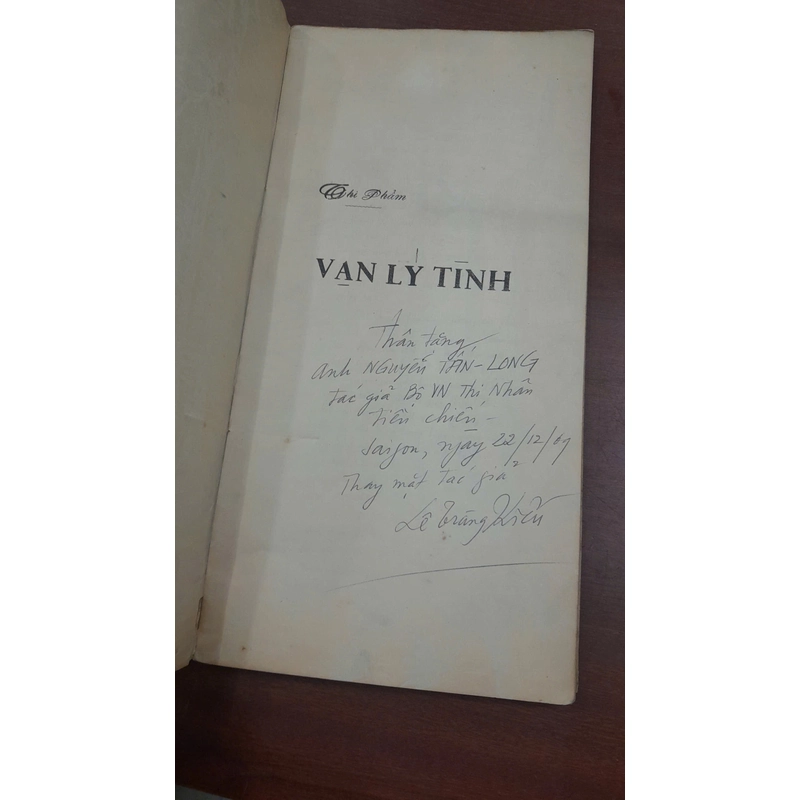 Thi Phẩm
VẠN LÝ TÌNH
Thân tặng,
Anh NGUYỄN TẤN-LONG
tác giả Bộ VN Thi Nhân
tiền chiến -
Saigon, ngày 22/12/69
Thay mặt tác giả
Lê Tràng Kiều